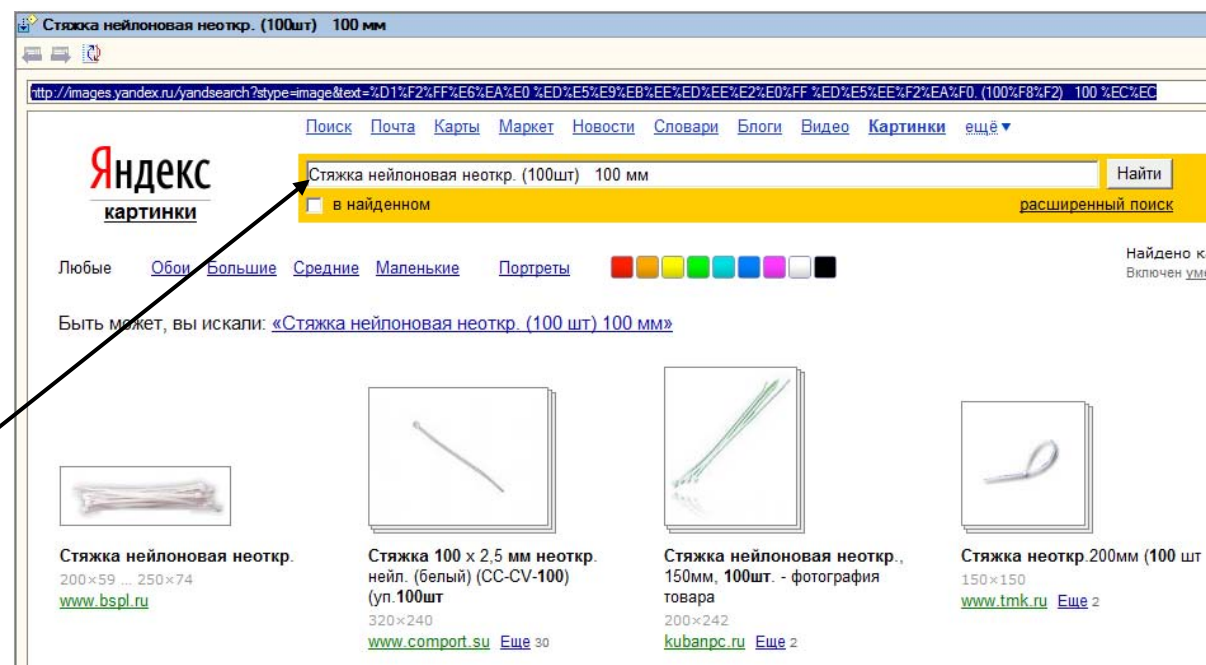 Стяжка нейлоновая неоткр. (100шт) 100 мм
http://images.yandex.ru/yandsearch?stype=image&text=%D1%F2%FF%E6%EA%E0 %ED%E5%E9%EB%EE%ED%EE%E2%E0%FF %ED%E5%EE%F2%EA%F0. (100%F8%F2) 100 %EC%EC
Поиск Почта Карты Маркет Новости Словари Блоги Видео Картинки ещё▼
Яндекс
картинки
Стяжка нейлоновая неоткр. (100шт) 100 мм
Найти
в найденном
расширенный поиск
Любые Обои Большие Средние Маленькие Портреты
Найдено к
Включен ум
Быть может, вы искали: «Стяжка нейлоновая неоткр. (100 шт) 100 мм»
Стяжка нейлоновая неоткр.
200×59 ... 250×74
www.bspl.ru
Стяжка 100 x 2,5 мм неоткр.
нейл. (белый) (CC-CV-100)
(уп.100шт
320×240
www.comport.su Еще 30
Стяжка нейлоновая неоткр.,
150мм, 100шт. - фотография
товара
200×242
kubanpc.ru Еще 2
Стяжка неоткр.200мм (100 шт
150×150
www.tmk.ru Еще 2